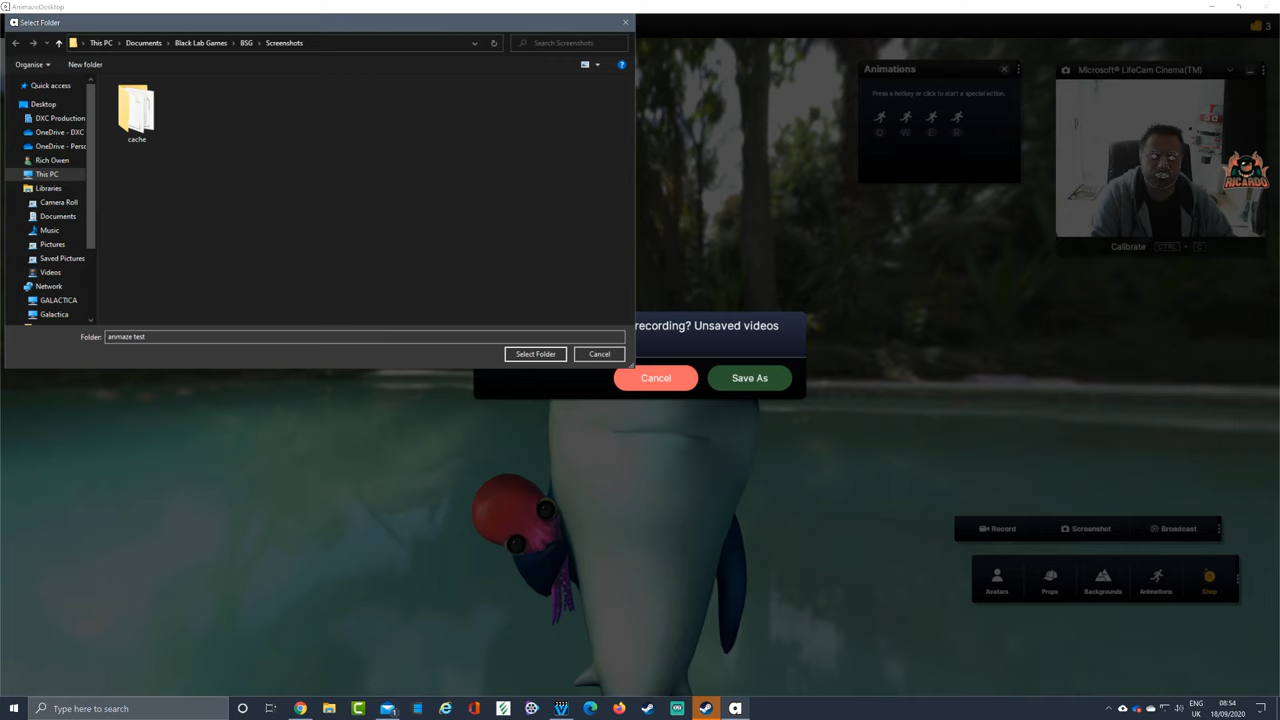 AnimazeDesktop
Select Folder
This PC
Documents
Black Lab Games
BSG
Screenshots
Search Screenshots
Organise
New folder
Quick access
Desktop
DXC Production
OneDrive - DXC
OneDrive - Perso
Rich Owen
This PC
Libraries
Camera Roll
Documents
Music
Pictures
Saved Pictures
Videos
Network
GALACTICA
Galactica
cache
Folder:
anmaze test
Select Folder
Cancel
recording? Unsaved videos
Cancel
Save As
3
Animations
Press a hotkey or click to start a special action.
Q W E R
Microsoft® LifeCam Cinema(TM)
RICARDO
Calibrate CTRL + C
Record
Screenshot
Broadcast
Avatars
Props
Backgrounds
Animations
Shop
Type here to search
ENG
UK
08:54
18/09/2020